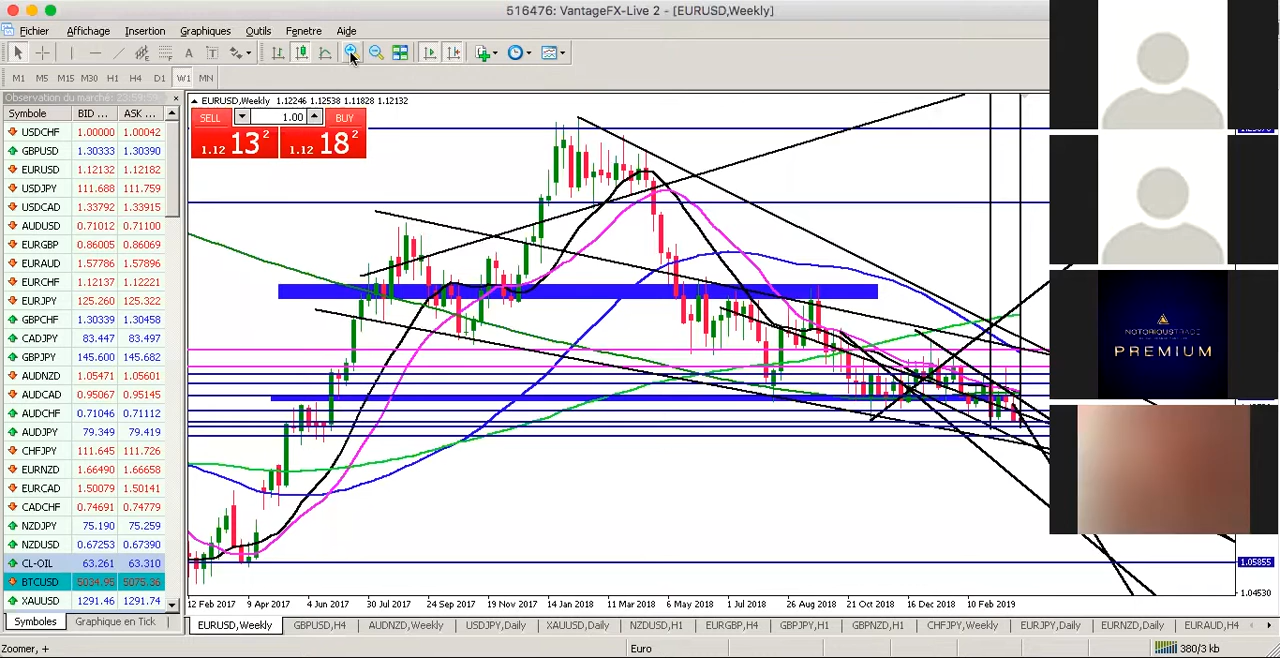 516476: VantageFX-Live 2 - [EURUSD,Weekly]
Fichier Affichage Insertion Graphiques Outils Fenetre Aide
A T
M1 M5 M15 M30 H1 H4 D1 W1 MN
Observation du marché: 23:59:5
Symbole BID ... ASK ...
USDCHF 1.00000 1.00042
GBPUSD 1.30333 1.30390
EURUSD 1.12132 1.12182
USDJPY 111.688 111.759
USDCAD 1.33792 1.33915
AUDUSD 0.71012 0.71100
EURGBP 0.86005 0.86069
EURAUD 1.57786 1.57896
EURCHF 1.12137 1.12221
EURJPY 125.260 125.322
GBPCHF 1.30339 1.30458
CADJPY 83.447 83.497
GBPJPY 145.600 145.682
AUDNZD 1.05471 1.05601
AUDCAD 0.95067 0.95145
AUDCHF 0.71046 0.71112
AUDJPY 79.349 79.419
CHFJPY 111.645 111.726
EURNZD 1.66490 1.66658
EURCAD 1.50079 1.50141
CADCHF 0.74691 0.74779
NZDJPY 75.190 75.259
NZDUSD 0.67253 0.67390
CL-OIL 63.261 63.310
BTCUSD 5034.95 5075.36
XAUUSD 1291.46 1291.74
Symboles Graphique en Tick
EURUSD,Weekly 1.12246 1.12538 1.11828 1.12132
SELL 1.00 BUY
1.12 13 2 1.12 18 2
NOTORIOUSTRADE
PREMIUM
1.05855
1.04530
12 Feb 2017 9 Apr 2017 4 Jun 2017 30 Jul 2017 24 Sep 2017 19 Nov 2017 14 Jan 2018 11 Mar 2018 6 May 2018 1 Jul 2018 26 Aug 2018 21 Oct 2018 16 Dec 2018 10 Feb 2019
EURUSD,Weekly GBPUSD,H4 AUDNZD,Weekly USDJPY,Daily XAUUSD,Daily NZDUSD,H1 EURGBP,H4 GBPJPY,H1 GBPNZD,H1 CHFJPY,Weekly EURJPY,Daily EURNZD,Daily EURAUD,H4
Zoomer, + Euro 380/3 kb